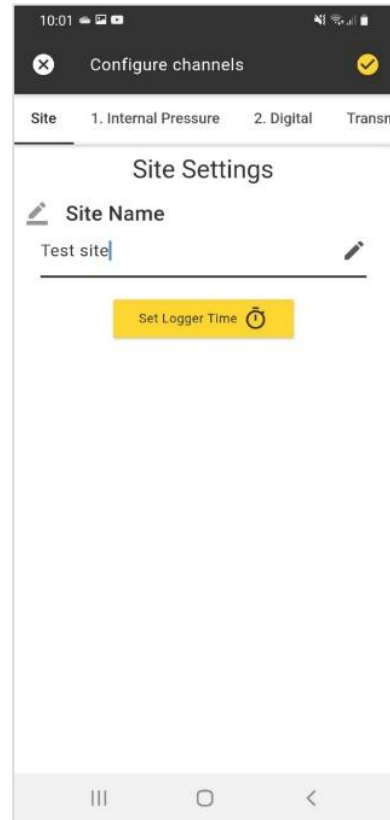 10:01
Configure channels
Site 1. Internal Pressure 2. Digital Transm
Site Settings
Site Name
Test site
Set Logger Time